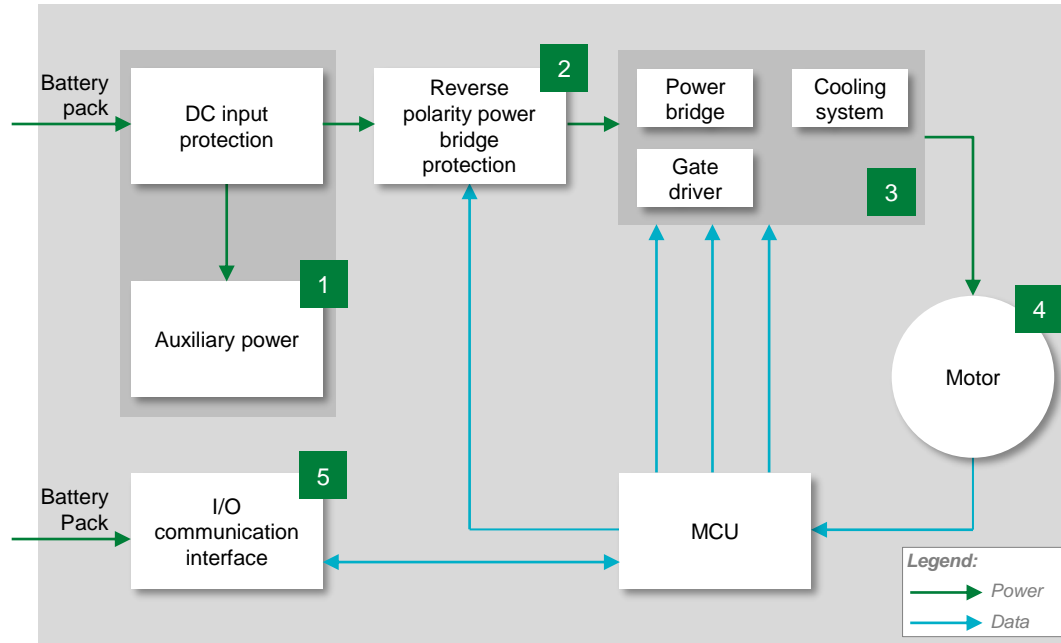 Battery
pack
DC input
protection
2
Reverse
polarity power
bridge
protection
Power
bridge
Cooling
system
Gate
driver
3
1
Auxiliary power
4
Motor
Battery
Pack
5
I/O
communication
interface
MCU
Legend:
Power
Data